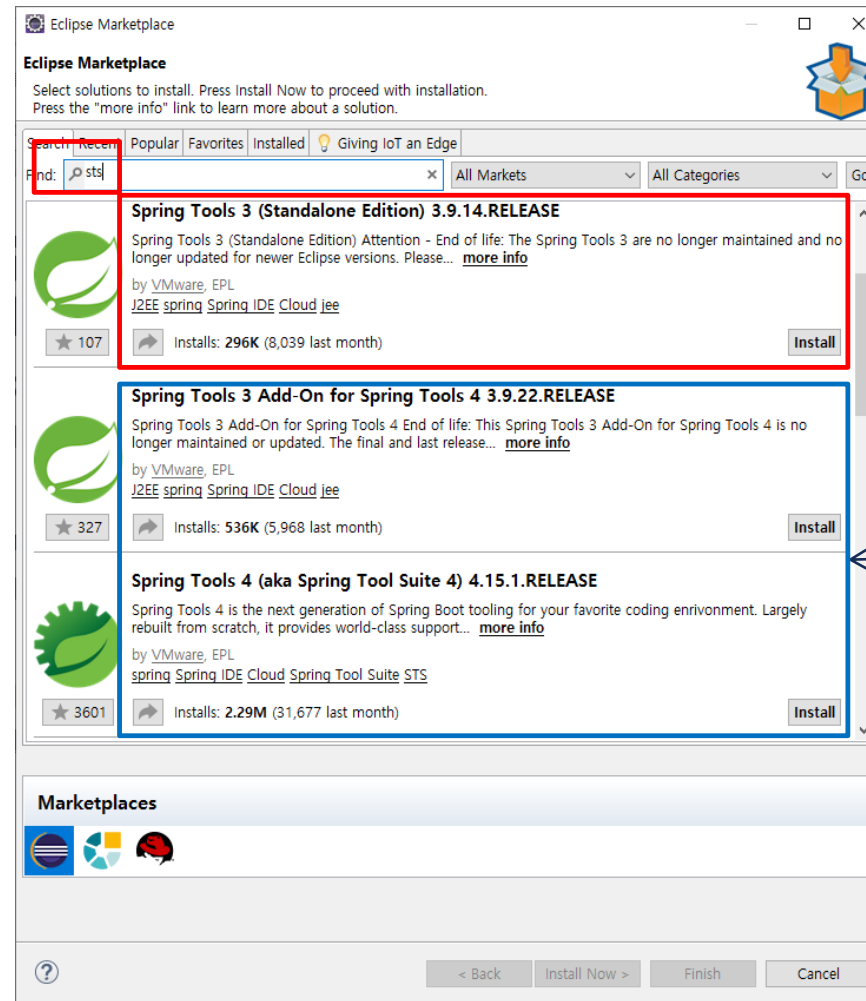 Eclipse Marketplace
Eclipse Marketplace
Select solutions to install. Press Install Now to proceed with installation.
Press the "more info" link to learn more about a solution.
Search Recent Popular Favorites Installed Giving IoT an Edge
Find: sts All Markets All Categories Go
Spring Tools 3 (Standalone Edition) 3.9.14.RELEASE
Spring Tools 3 (Standalone Edition) Attention - End of life: The Spring Tools 3 are no longer maintained and no
longer updated for newer Eclipse versions. Please... more info
by VMware, EPL
J2EE spring Spring IDE Cloud jee
107 Installs: 296K (8,039 last month) Install
Spring Tools 3 Add-On for Spring Tools 4 3.9.22.RELEASE
Spring Tools 3 Add-On for Spring Tools 4 End of life: This Spring Tools 3 Add-On for Spring Tools 4 is no
longer maintained or updated. The final and last release... more info
by VMware, EPL
J2EE spring Spring IDE Cloud jee
327 Installs: 536K (5,968 last month) Install
Spring Tools 4 (aka Spring Tool Suite 4) 4.15.1.RELEASE
Spring Tools 4 is the next generation of Spring Boot tooling for your favorite coding enrivonment. Largely
rebuilt from scratch, it provides world-class support... more info
by VMware, EPL
spring Spring IDE Cloud Spring Tool Suite STS
3601 Installs: 2.29M (31,677 last month) Install
Marketplaces
? < Back Install Now > Finish Cancel